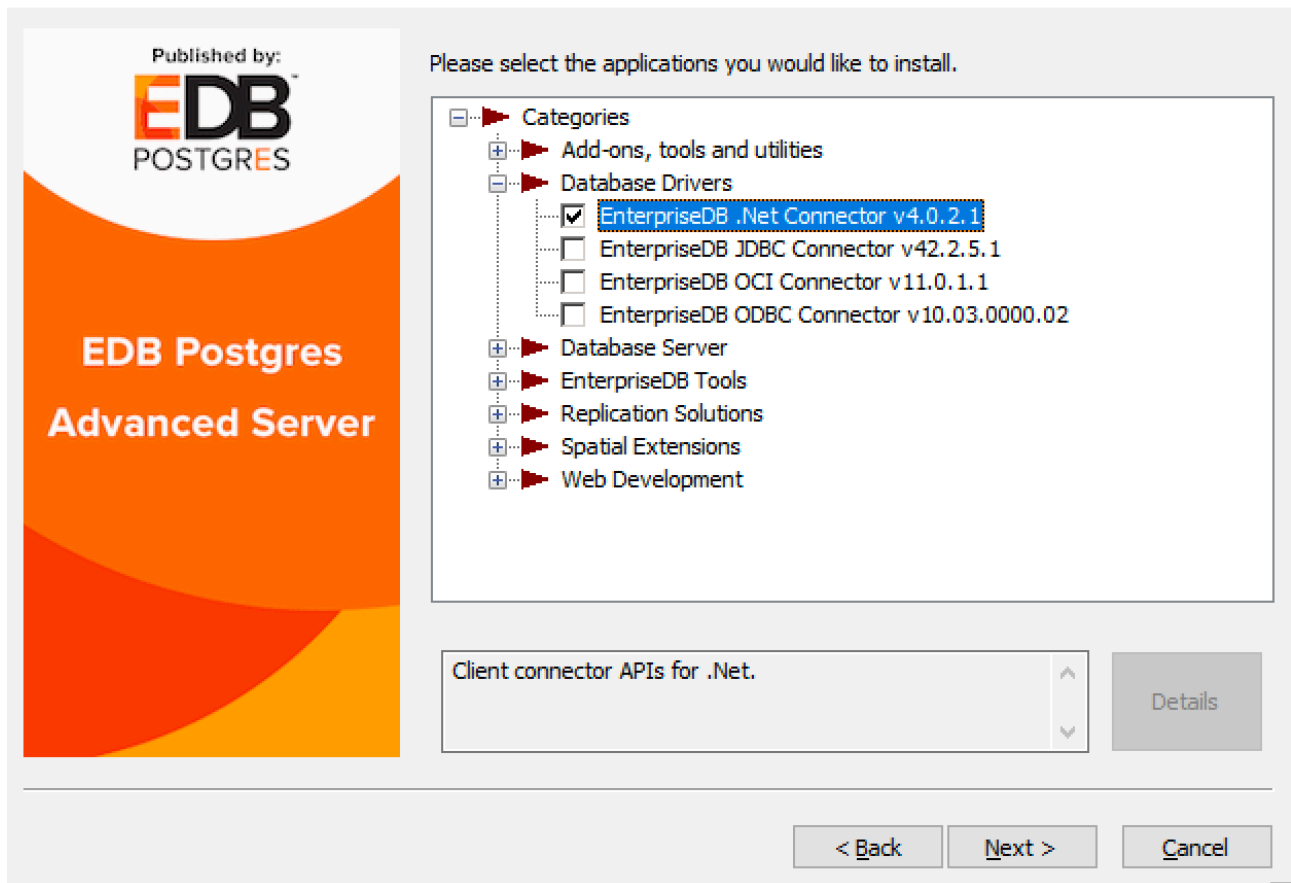 Published by:
EDB™
POSTGRES
EDB Postgres
Advanced Server
Please select the applications you would like to install.
Categories
Add-ons, tools and utilities
Database Drivers
EnterpriseDB .Net Connector v4.0.2.1
EnterpriseDB JDBC Connector v42.2.5.1
EnterpriseDB OCI Connector v11.0.1.1
EnterpriseDB ODBC Connector v10.03.0000.02
Database Server
EnterpriseDB Tools
Replication Solutions
Spatial Extensions
Web Development
Client connector APIs for .Net.
Details
< Back
Next >
Cancel